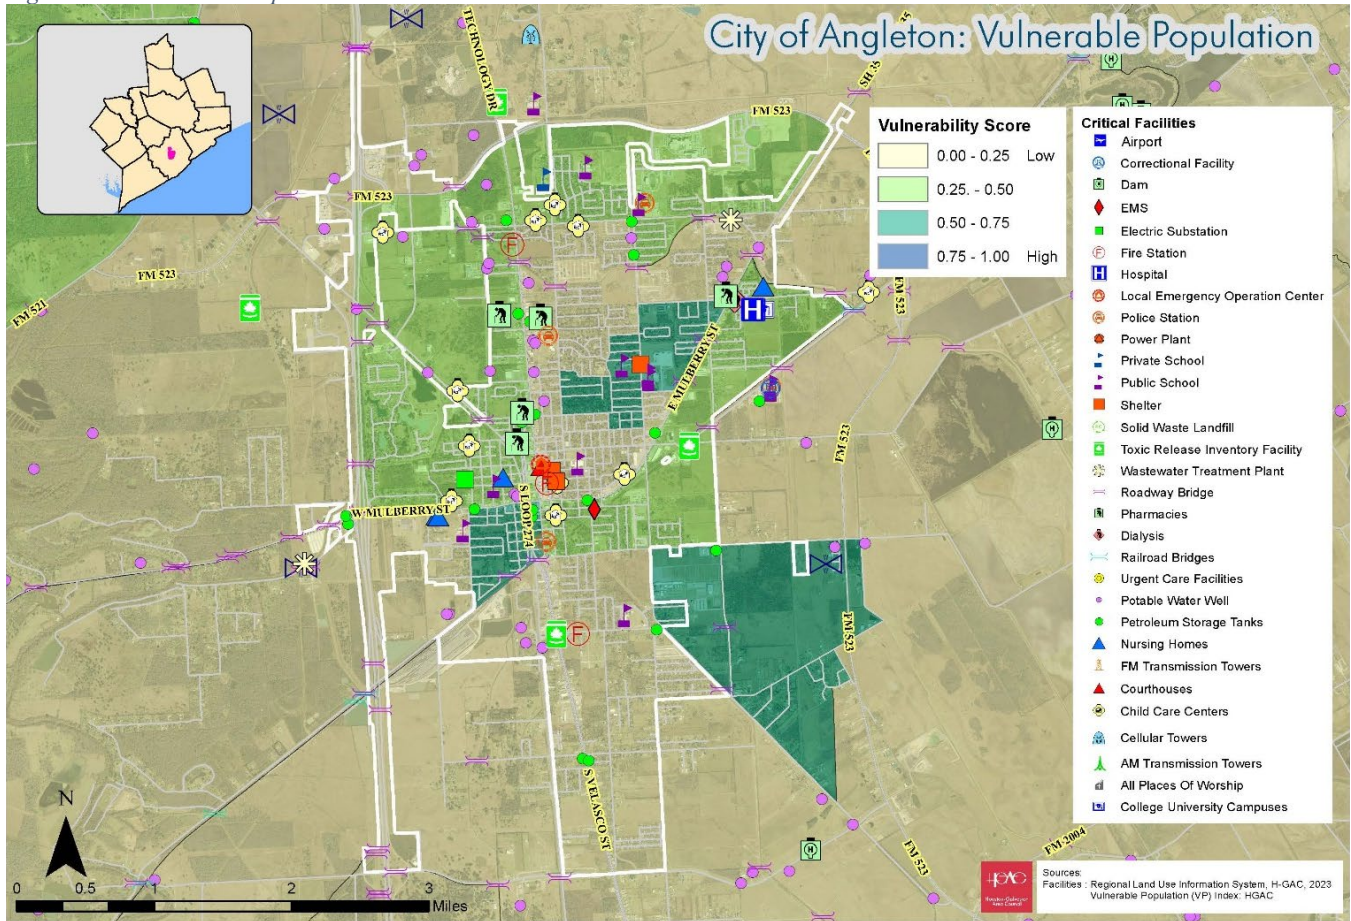 City of Angleton: Vulnerable Population
TECHNOLOGY DR
SH 35
FM 523
FM 523
FM 523
FM 521
FM 523
E MULBERRY ST
FM 523
W MULBERRY ST
S LOOP 274
FM 523
S VELASCO ST
FM 523
FM 2004
Vulnerability Score
0.00 - 0.25 Low
0.25. - 0.50
0.50 - 0.75
0.75 - 1.00 High
Critical Facilities
Airport
Correctional Facility
Dam
EMS
Electric Substation
Fire Station
Hospital
Local Emergency Operation Center
Police Station
Power Plant
Private School
Public School
Shelter
Solid Waste Landfill
Toxic Release Inventory Facility
Wastewater Treatment Plant
Roadway Bridge
Pharmacies
Dialysis
Railroad Bridges
Urgent Care Facilities
Potable Water Well
Petroleum Storage Tanks
Nursing Homes
FM Transmission Towers
Courthouses
Child Care Centers
Cellular Towers
AM Transmission Towers
All Places Of Worship
College University Campuses
N
0 0.5 1 2 3
Miles
HGAC
Houston-Galveston
Area Council
Sources:
Facilities : Regional Land Use Information System, H-GAC, 2023
Vulnerable Population (VP) Index: HGAC